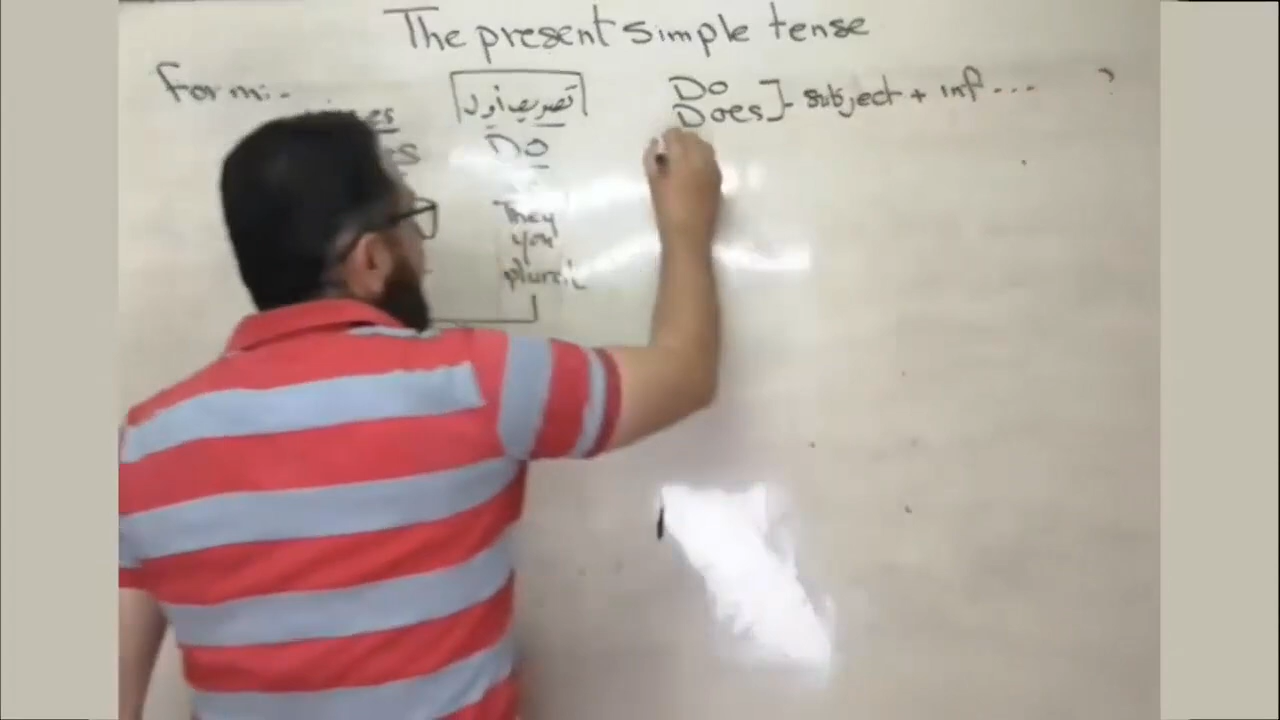 The present simple tense
Form:-
تصريف أول
Do
They
you
plural
Do
Does ]- subject + inf ... ?